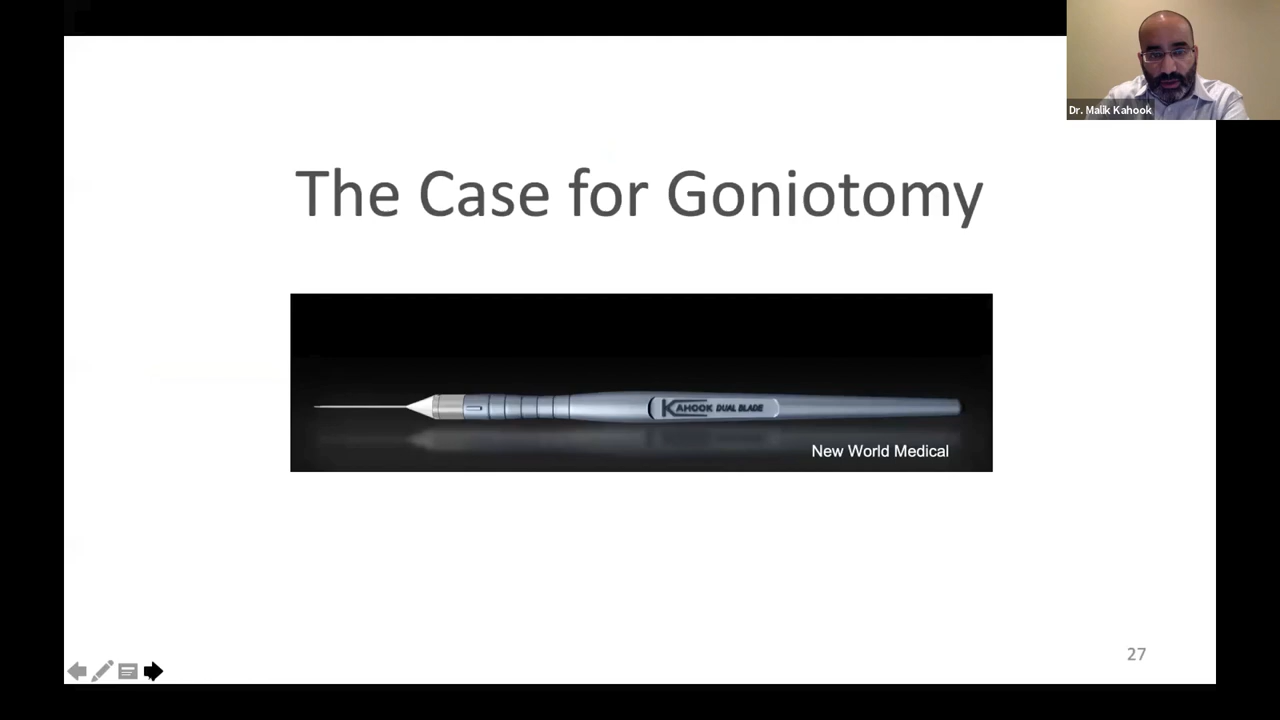 Dr. Malik Kahook
The Case for Goniotomy
KAHOOK DUAL BLADE
New World Medical
27